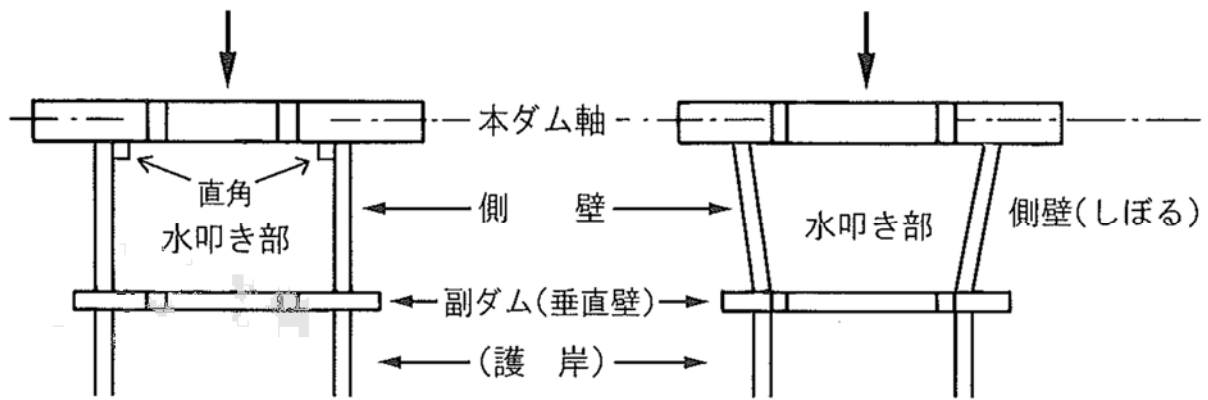 本ダム軸
直角
側 壁
水叩き部
水叩き部
側壁(しぼる)
副ダム(垂直壁)
(護 岸)